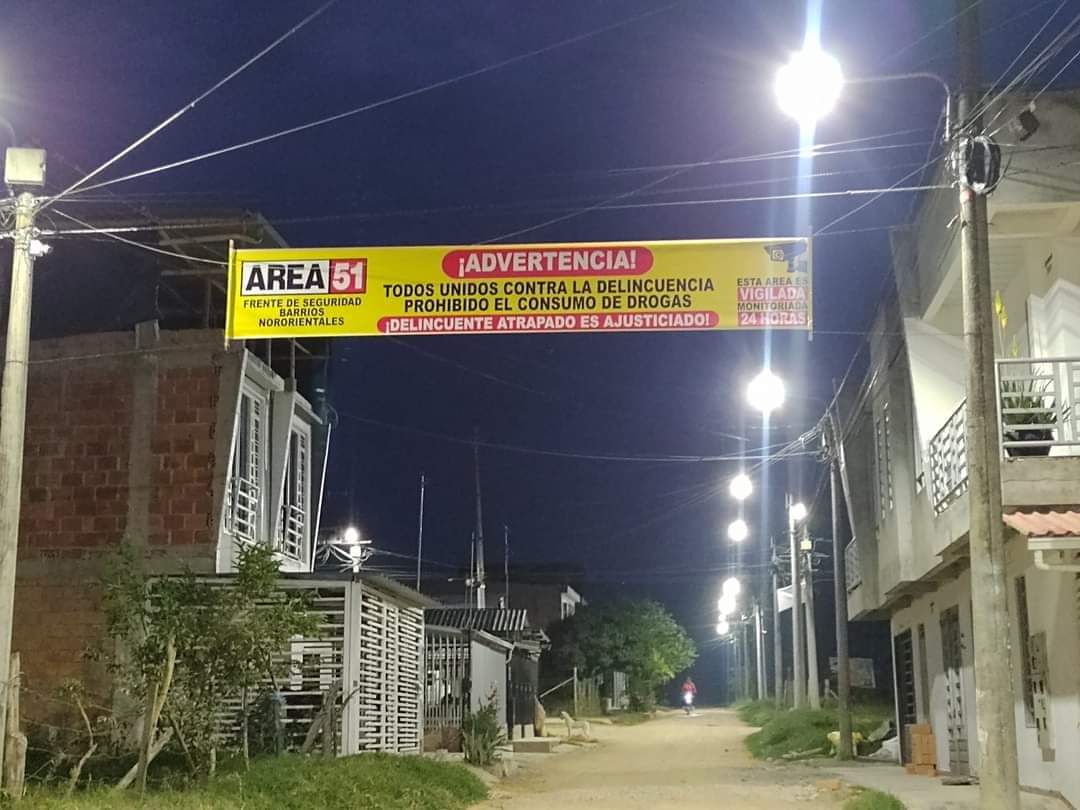 AREA 51
FRENTE DE SEGURIDAD
BARRIOS
NORORIENTALES
¡ADVERTENCIA!
TODOS UNIDOS CONTRA LA DELINCUENCIA
PROHIBIDO EL CONSUMO DE DROGAS
¡DELINCUENTE ATRAPADO ES AJUSTICIADO!
ESTA AREA ES
VIGILADA
MONITORIADA
24 HORAS